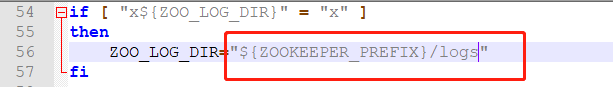 54 if [ "x${ZOO_LOG_DIR}" = "x" ]
55 then
56     ZOO_LOG_DIR="${ZOOKEEPER_PREFIX}/logs"
57 fi